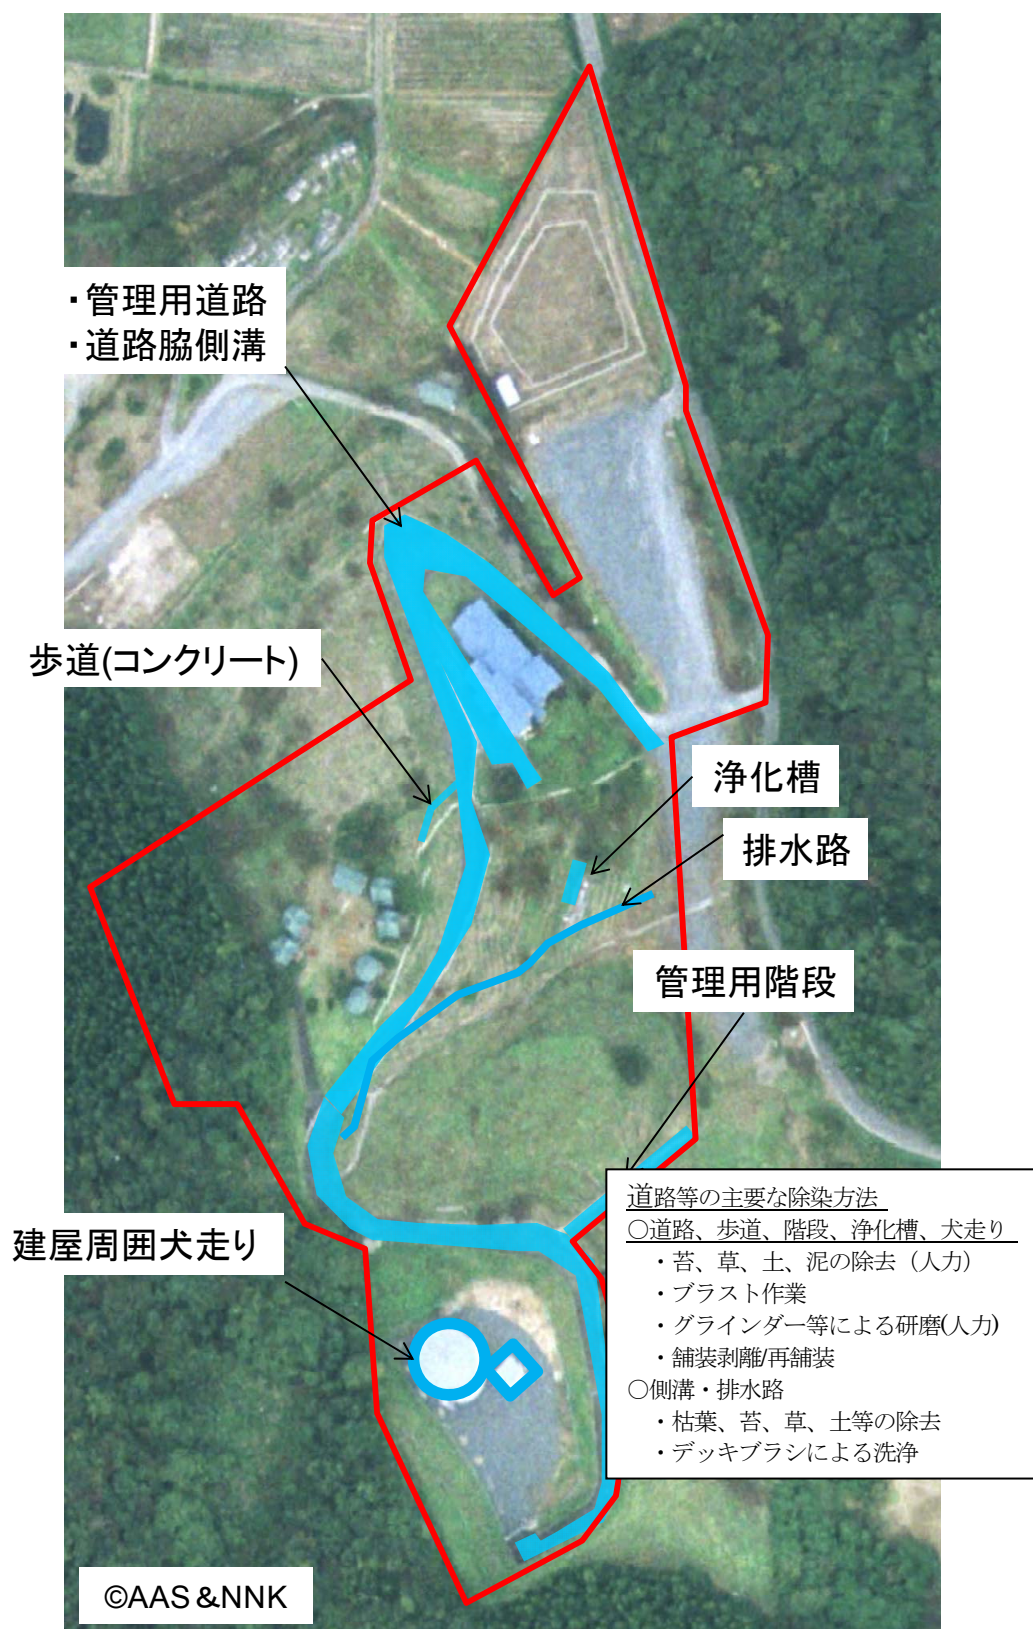 ・管理用道路
・道路脇側溝
歩道(コンクリート)
浄化槽
排水路
管理用階段
建屋周囲犬走り
道路等の主要な除染方法
○道路、歩道、階段、浄化槽、犬走り
・苔、草、土、泥の除去（人力）
・ブラスト作業
・グラインダー等による研磨(人力)
・舗装剥離/再舗装
○側溝・排水路
・枯葉、苔、草、土等の除去
・デッキブラシによる洗浄
©AAS &NNK